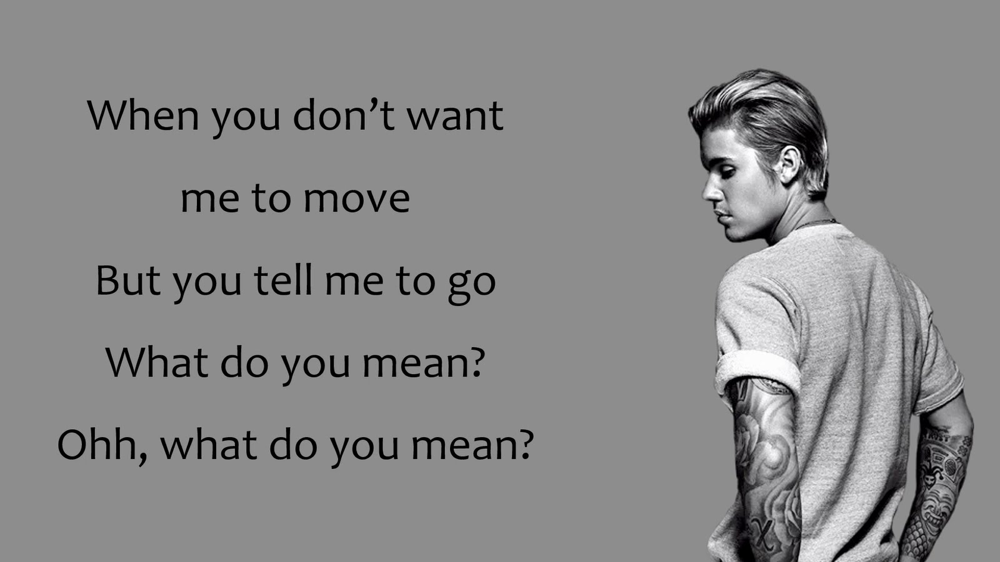 When you don’t want
me to move
But you tell me to go
What do you mean?
Ohh, what do you mean?